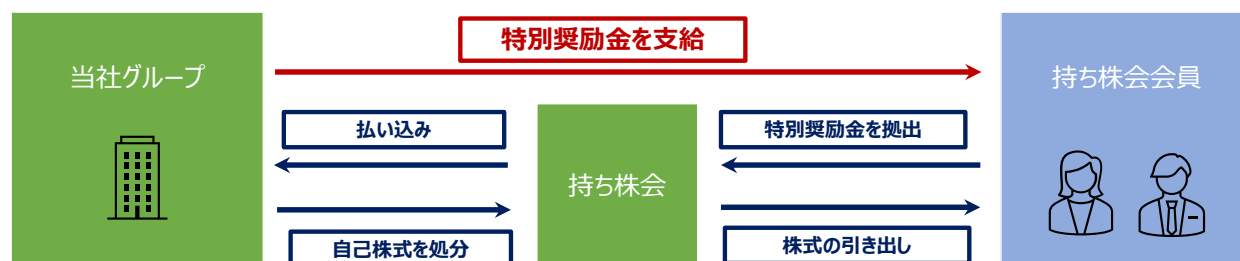 特別奨励金を支給
当社グループ
持ち株会会員
払い込み
特別奨励金を拠出
持ち株会
自己株式を処分
株式の引き出し